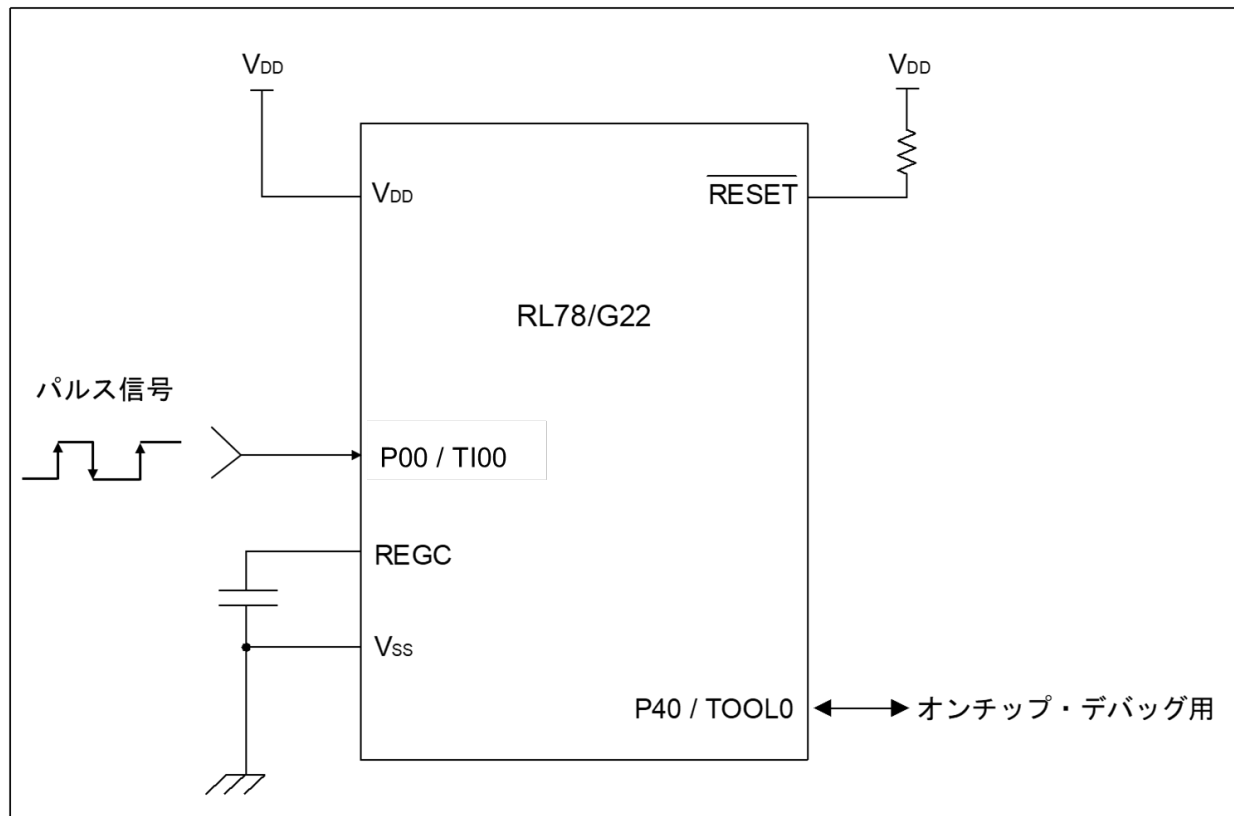 VDD
VDD
VDD
RESET
RL78/G22
パルス信号
P00 / TI00
REGC
VSS
P40 / TOOL0
オンチップ・デバッグ用